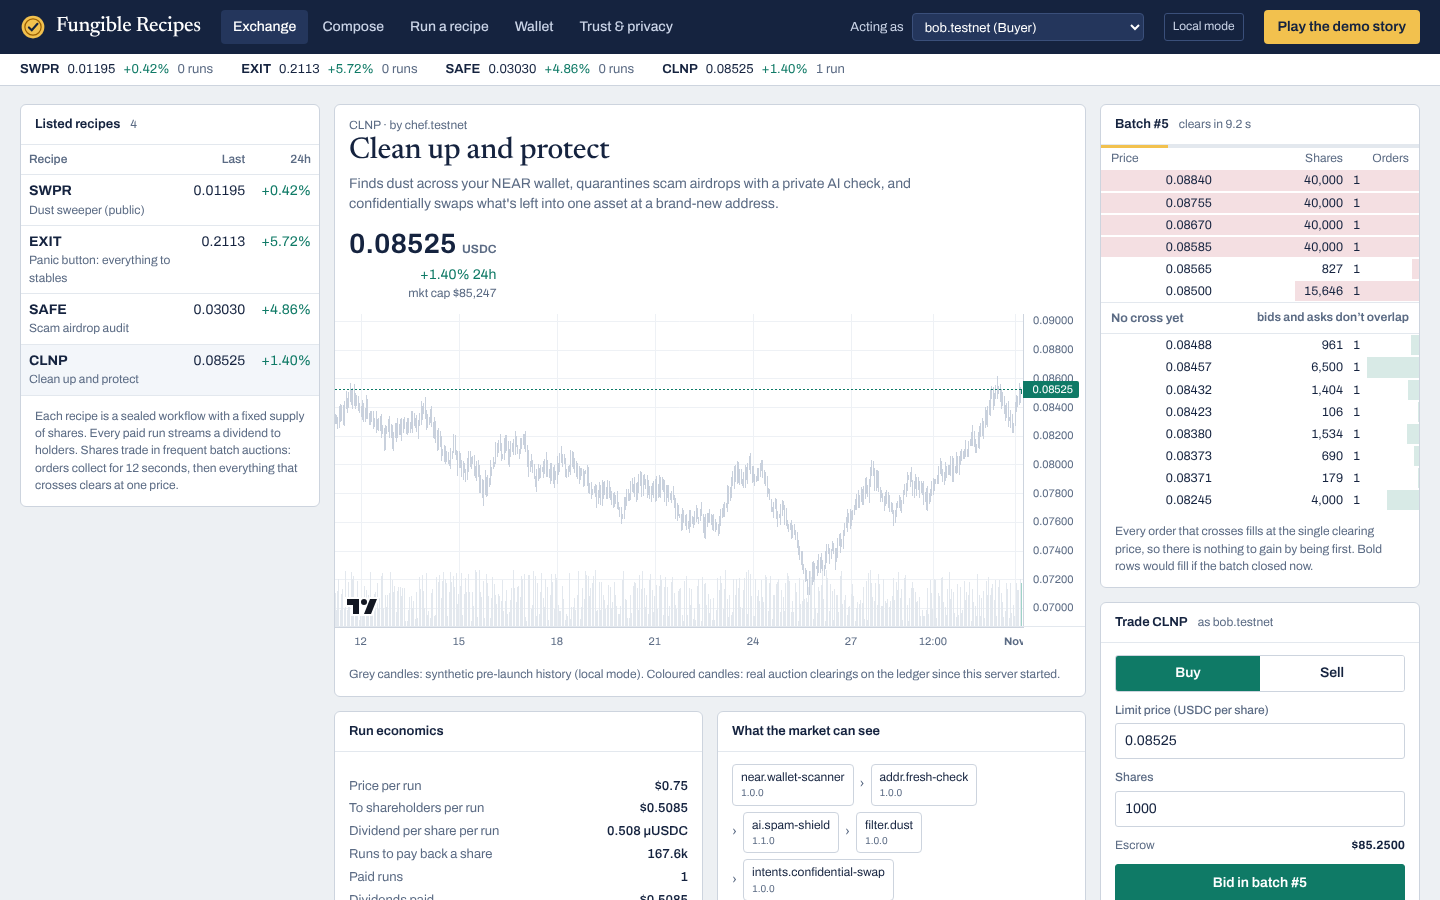 Fungible Recipes Exchange Compose Run a recipe Wallet Trust & privacy Acting as bob.testnet (Buyer) Local mode Play the demo story
SWPR 0.01195 +0.42% 0 runs EXIT 0.2113 +5.72% 0 runs SAFE 0.03030 +4.86% 0 runs CLNP 0.08525 +1.40% 1 run
Listed recipes 4
Recipe Last 24h
SWPR 0.01195 +0.42%
Dust sweeper (public)
EXIT 0.2113 +5.72%
Panic button: everything to
stables
SAFE 0.03030 +4.86%
Scam airdrop audit
CLNP 0.08525 +1.40%
Clean up and protect
Each recipe is a sealed workflow with a fixed supply
of shares. Every paid run streams a dividend to
holders. Shares trade in frequent batch auctions:
orders collect for 12 seconds, then everything that
crosses clears at one price.
CLNP · by chef.testnet
Clean up and protect
Finds dust across your NEAR wallet, quarantines scam airdrops with a private AI check, and
confidentially swaps what's left into one asset at a brand-new address.
0.08525 USDC
+1.40% 24h
mkt cap $85,247
0.09000
0.08800
0.08600
0.08525
0.08400
0.08200
0.08000
0.07800
0.07600
0.07400
0.07200
0.07000
12 15 18 21 24 27 12:00 Nov
Grey candles: synthetic pre-launch history (local mode). Coloured candles: real auction clearings on the ledger since this server started.
Run economics
Price per run $0.75
To shareholders per run $0.5085
Dividend per share per run 0.508 µUSDC
Runs to pay back a share 167.6k
Paid runs 1
Dividends paid $0.5085
What the market can see
near.wallet-scanner › addr.fresh-check
1.0.0 1.0.0
› ai.spam-shield › filter.dust
1.1.0 1.0.0
› intents.confidential-swap
1.0.0
Batch #5 clears in 9.2 s
Price Shares Orders
0.08840 40,000 1
0.08755 40,000 1
0.08670 40,000 1
0.08585 40,000 1
0.08565 827 1
0.08500 15,646 1
No cross yet bids and asks don't overlap
0.08488 961 1
0.08457 6,500 1
0.08432 1,404 1
0.08423 106 1
0.08380 1,534 1
0.08373 690 1
0.08371 179 1
0.08245 4,000 1
Every order that crosses fills at the single clearing
price, so there is nothing to gain by being first. Bold
rows would fill if the batch closed now.
Trade CLNP as bob.testnet
Buy Sell
Limit price (USDC per share)
0.08525
Shares
1000
Escrow $85.2500
Bid in batch #5